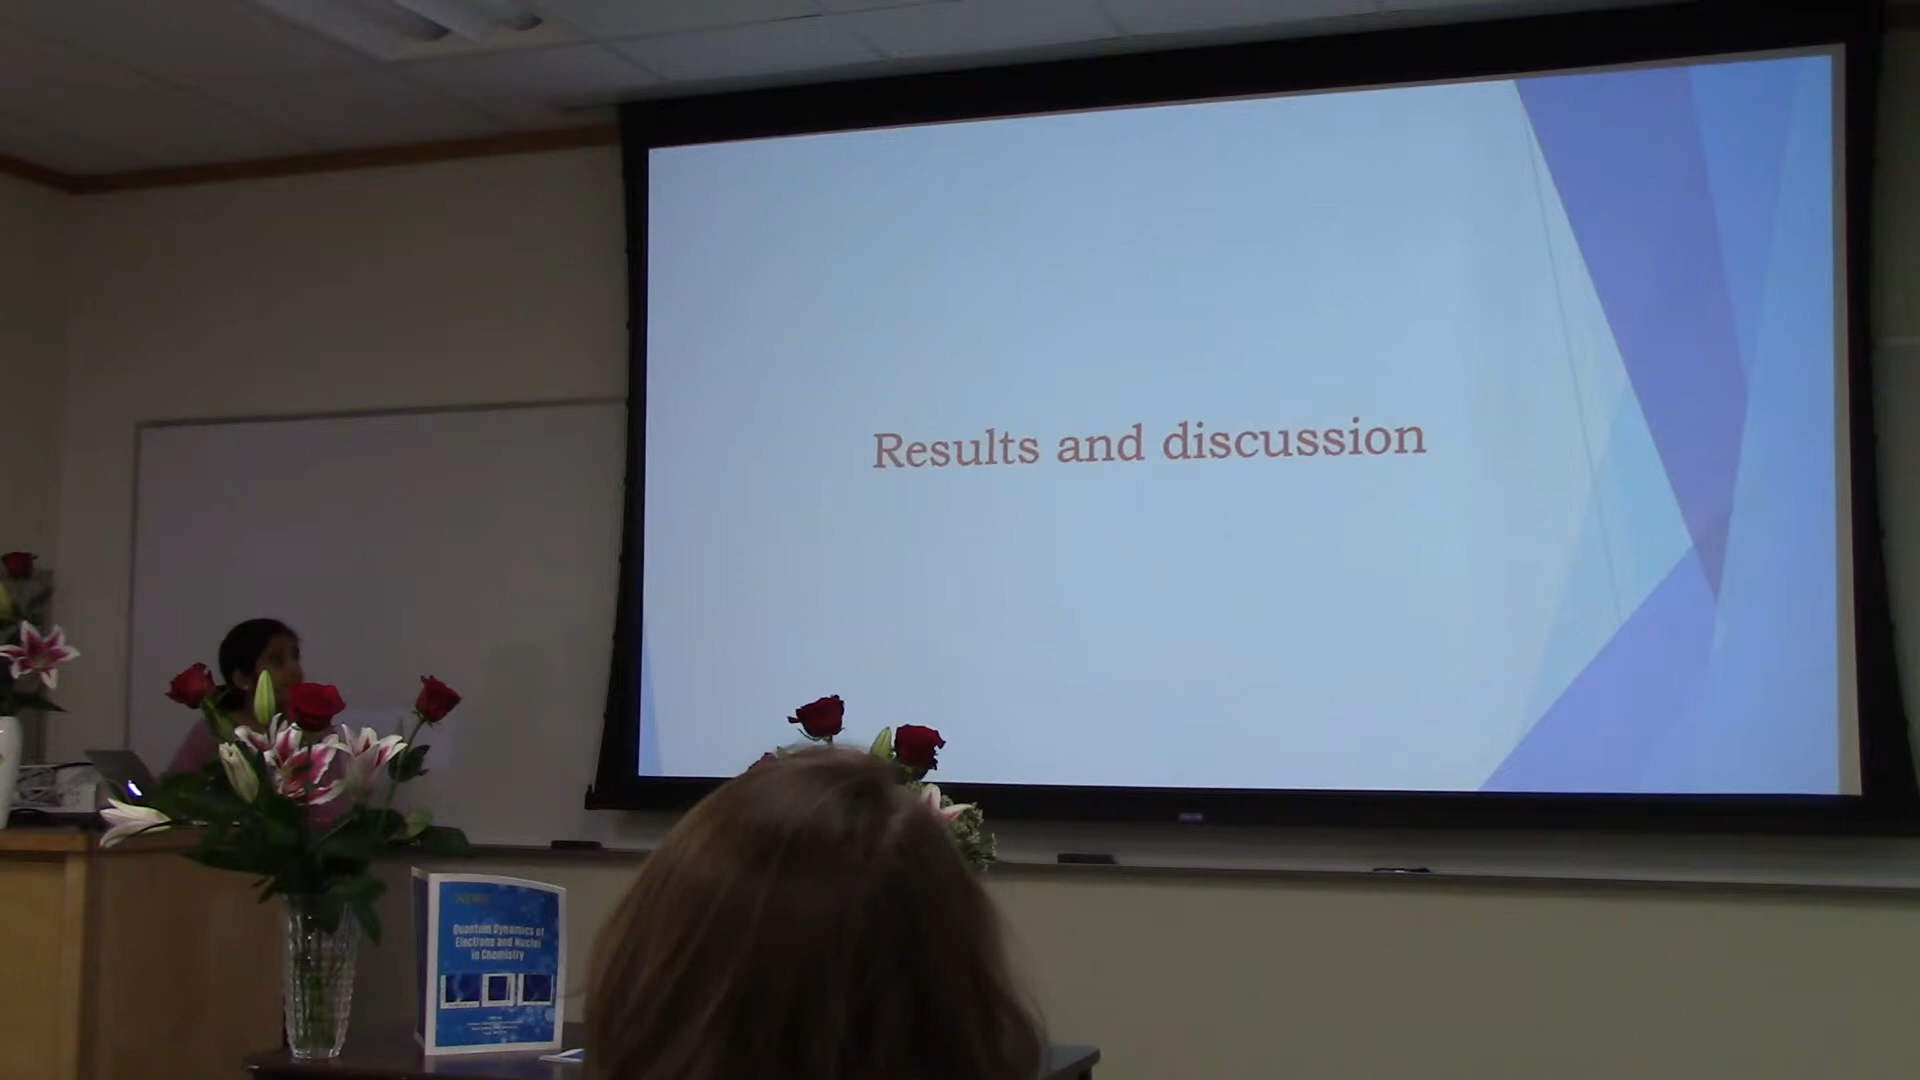 Results and discussion
Quantum Dynamics of
Electrons and Nuclei
in Chemistry